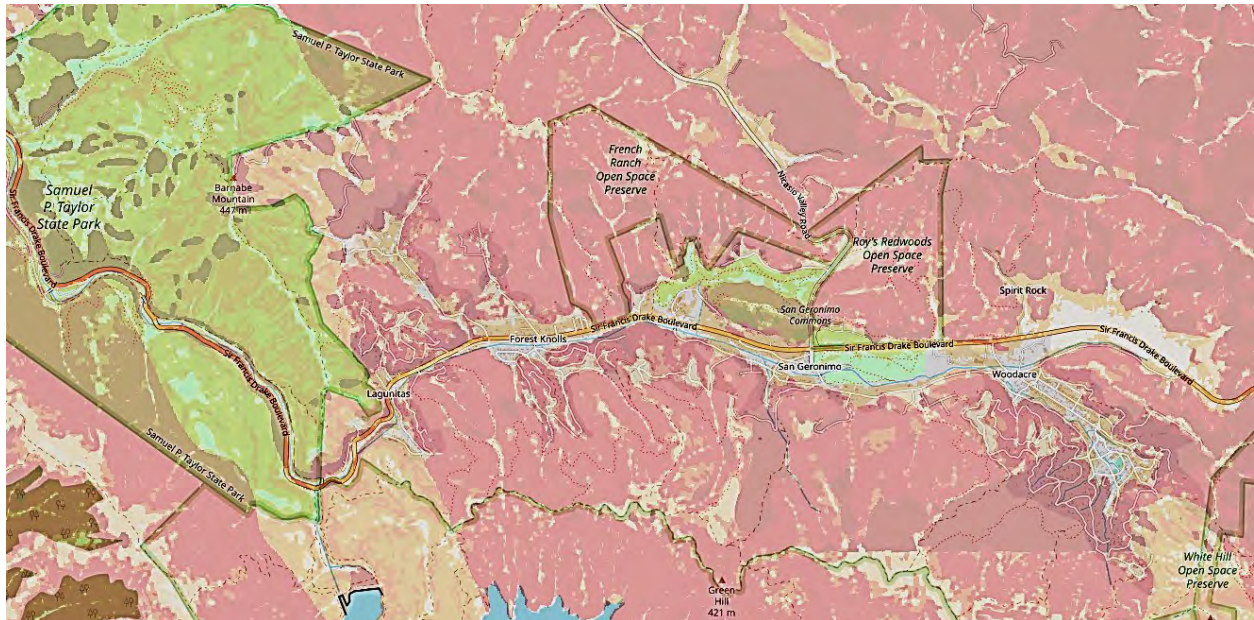 Samuel P. Taylor State Park
French
Ranch
Open Space
Preserve
Nicasio Valley Road
Samuel
P. Taylor
State Park
Barnabe
Mountain
447 m
Sir Francis Drake Boulevard
Roy's Redwoods
Open Space
Preserve
Spirit Rock
San Geronimo
Commons
Sir Francis Drake Boulevard
Sir Francis Drake Boulevard
Sir Francis Drake Boulevard
Forest Knolls
San Geronimo
Woodacre
Sir Francis Drake Boulevard
Lagunitas
Samuel P. Taylor State Park
White Hill
Open Space
Preserve
Green
Hill
421 m